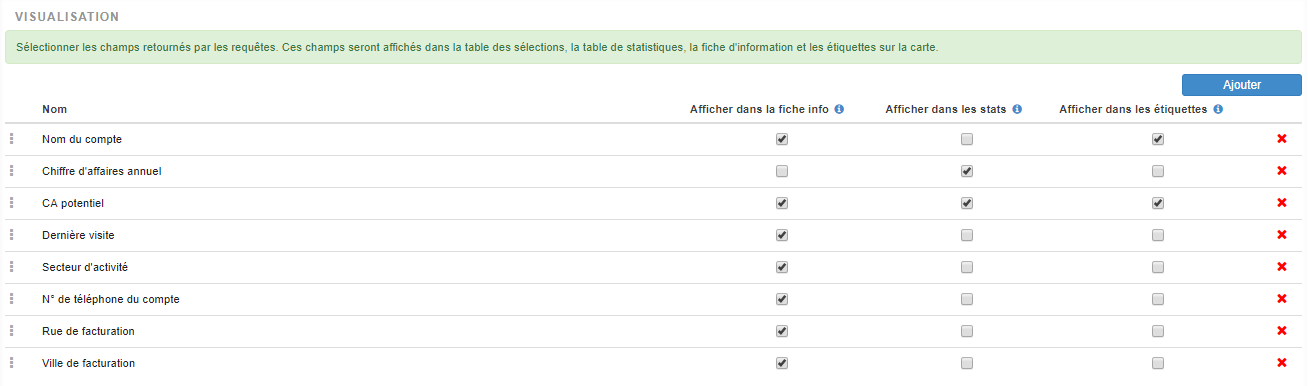 VISUALISATION
Sélectionner les champs retournés par les requêtes. Ces champs seront affichés dans la table des sélections, la table de statistiques, la fiche d'information et les étiquettes sur la carte.
Ajouter
Nom Afficher dans la fiche info Afficher dans les stats Afficher dans les étiquettes
Nom du compte
Chiffre d'affaires annuel
CA potentiel
Dernière visite
Secteur d'activité
N° de téléphone du compte
Rue de facturation
Ville de facturation